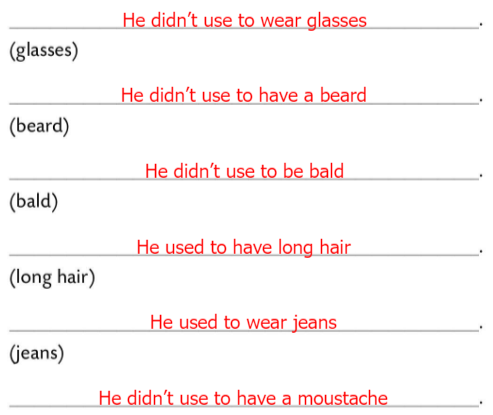 He didn't use to wear glasses.
(glasses)
He didn't use to have a beard.
(beard)
He didn't use to be bald.
(bald)
He used to have long hair.
(long hair)
He used to wear jeans.
(jeans)
He didn't use to have a moustache.